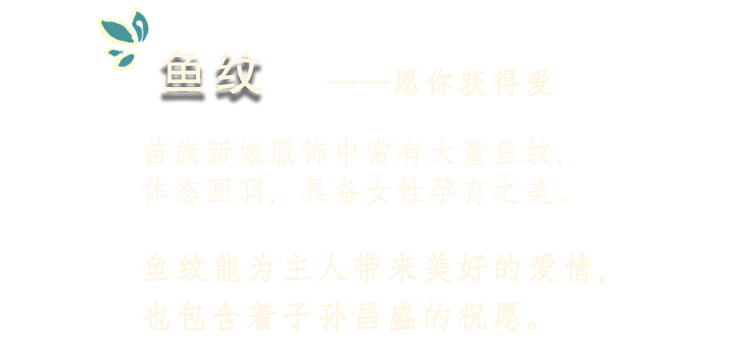 鱼纹 ——愿你获得爱
苗族新娘服饰中常有大量鱼纹，
体态圆润，具备女性孕育之美。
鱼纹能为主人带来美好的爱情，
也包含着子孙昌盛的祝愿。